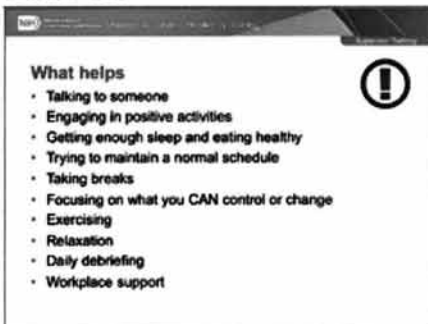 NIH
What helps
• Talking to someone
• Engaging in positive activities
• Getting enough sleep and eating healthy
• Trying to maintain a normal schedule
• Taking breaks
• Focusing on what you CAN control or change
• Exercising
• Relaxation
• Daily debriefing
• Workplace support